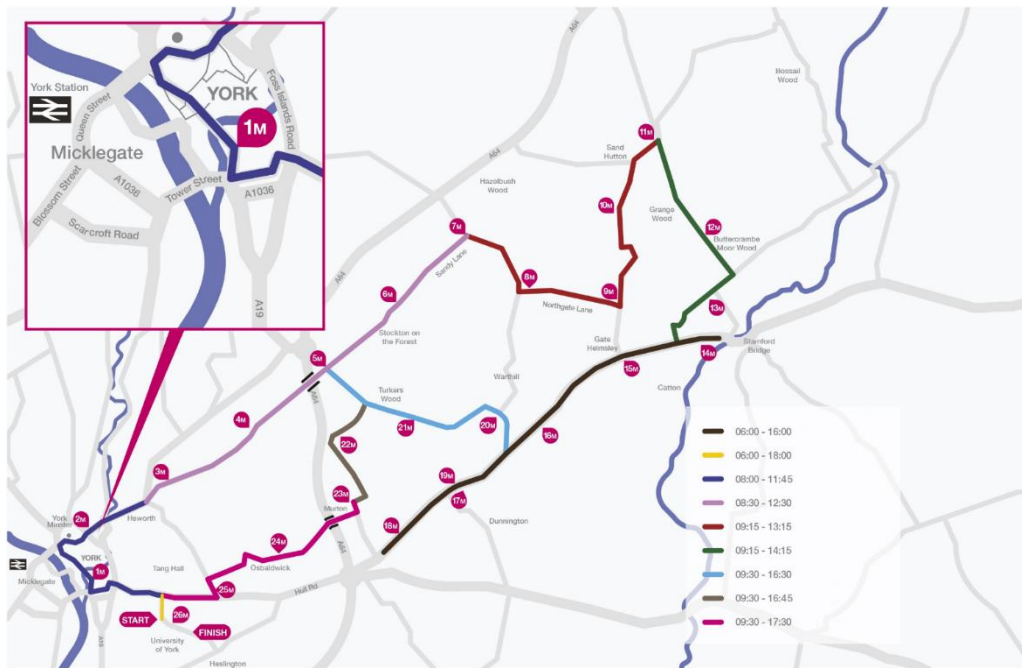 York Station
YORK
1M
Micklegate
Queen Street
Blossom Street
A1036
Tower Street
A1036
Scarcroft Road
Foss Islands Road
A64
Bossall
Wood
11M
Sand
Hutton
A64
Hazelbush
Wood
10M
Grange
Wood
7M
12M
Buttercrambe
Moor Wood
Sandy Lane
A64
8M
9M
6M
Northgate Lane
13M
A19
Stockton on
the Forest
Gate
Helmsley
Stamford
Bridge
14M
15M
5M
Warthill
Catton
A64
Turkers
Wood
4M
21M
20M
16M
22M
3M
19M
17M
23M
Heworth
York
Minster
2M
Murton
18M
Dunnington
A64
24M
YORK
Tang Hall
Osbaldwick
Micklegate
1M
25M
Hull Rd
START
26M
FINISH
A19
University
of York
Heslington
06:00 - 16:00
06:00 - 18:00
08:00 - 11:45
08:30 - 12:30
09:15 - 13:15
09:15 - 14:15
09:30 - 16:30
09:30 - 16:45
09:30 - 17:30